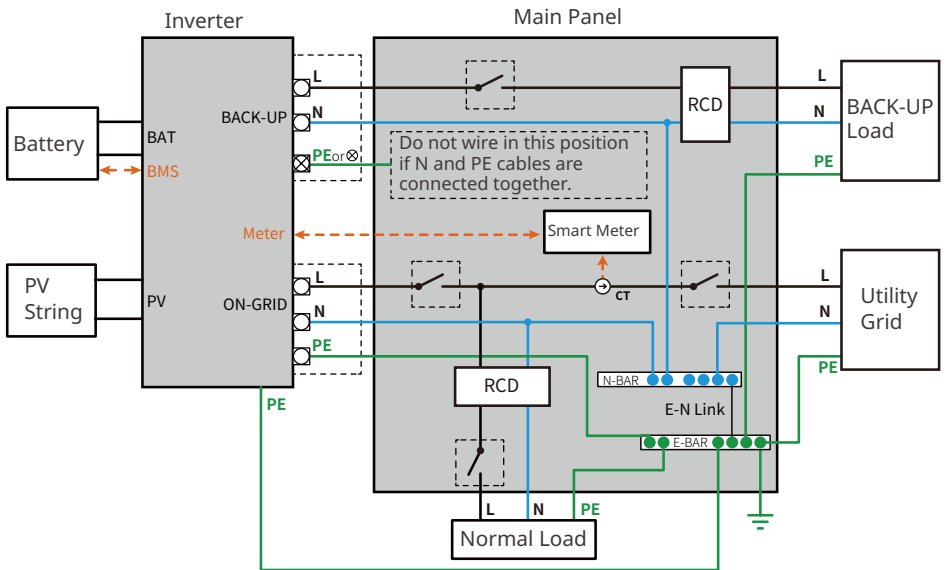 Inverter
Main Panel
L
N
PE or ⊗
BACK-UP
RCD
L
N
PE
BACK-UP
Load
Battery
BAT
BMS
Do not wire in this position
if N and PE cables are
connected together.
Meter
Smart Meter
CT
PV
String
PV
ON-GRID
L
N
PE
L
N
PE
Utility
Grid
RCD
N-BAR
E-N Link
E-BAR
PE
L
N
PE
Normal Load